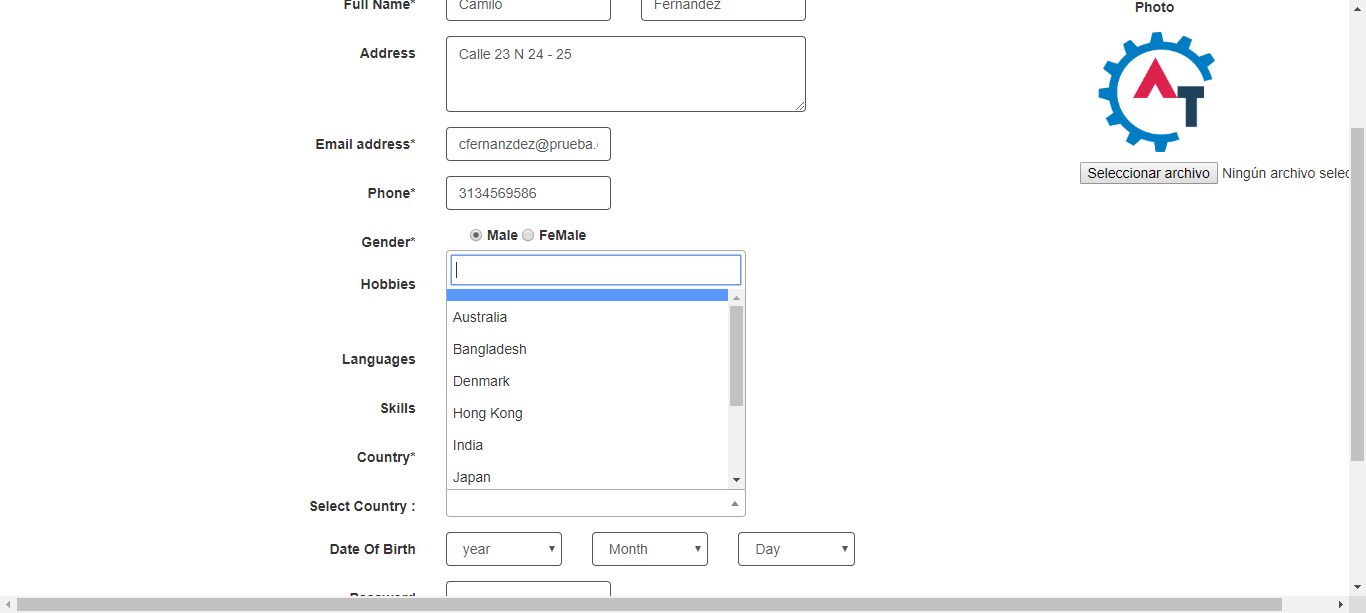 Full Name* Camilo Fernandez
Photo
Address Calle 23 N 24 - 25
Email address* cfernanzdez@prueba.
Seleccionar archivo Ningún archivo selec
Phone* 3134569586
Gender* Male FeMale
Hobbies
Australia
Bangladesh
Languages
Denmark
Skills
Hong Kong
India
Country*
Japan
Select Country :
Date Of Birth year Month Day
Password